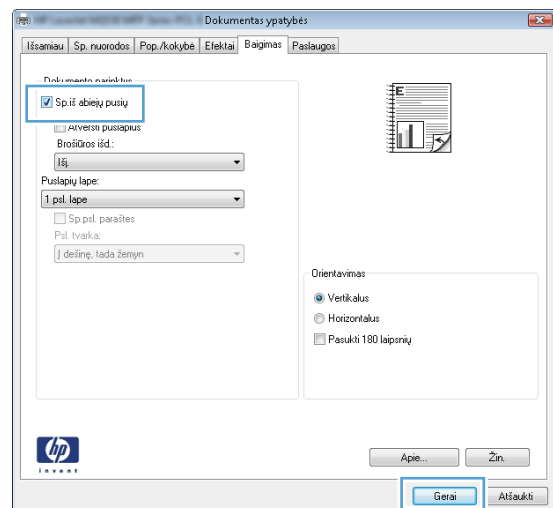 Dokumentas ypatybės
Išsamiau Sp. nuorodos Pop./kokybė Efektai Baigimas Paslaugos
Dokumento parinktys
Sp.iš abiejų pusių
Atversti puslapius
Brošiūros išd.:
Išj.
Puslapių lape:
1 psl. lape
Sp.psl. paraštes
Psl. tvarka:
Į dešinę, tada žemyn
E
Orientavimas
Vertikalus
Horizontalus
Pasukti 180 laipsnių
hp
invent
Apie... Žin.
Gerai Atšaukti